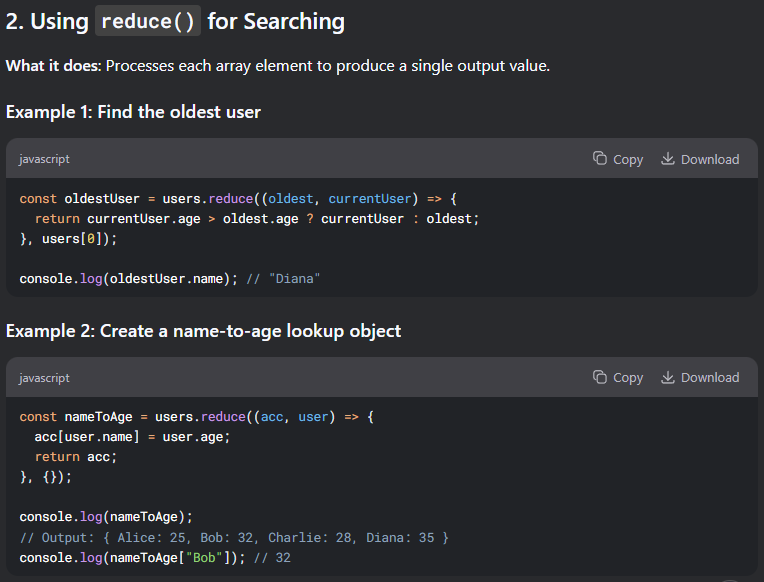 2. Using reduce() for Searching
What it does: Processes each array element to produce a single output value.
Example 1: Find the oldest user
javascript
Copy
Download
const oldestUser = users.reduce((oldest, currentUser) => {
  return currentUser.age > oldest.age ? currentUser : oldest;
}, users[0]);

console.log(oldestUser.name); // "Diana"
Example 2: Create a name-to-age lookup object
javascript
Copy
Download
const nameToAge = users.reduce((acc, user) => {
  acc[user.name] = user.age;
  return acc;
}, {});

console.log(nameToAge);
// Output: { Alice: 25, Bob: 32, Charlie: 28, Diana: 35 }
console.log(nameToAge["Bob"]); // 32